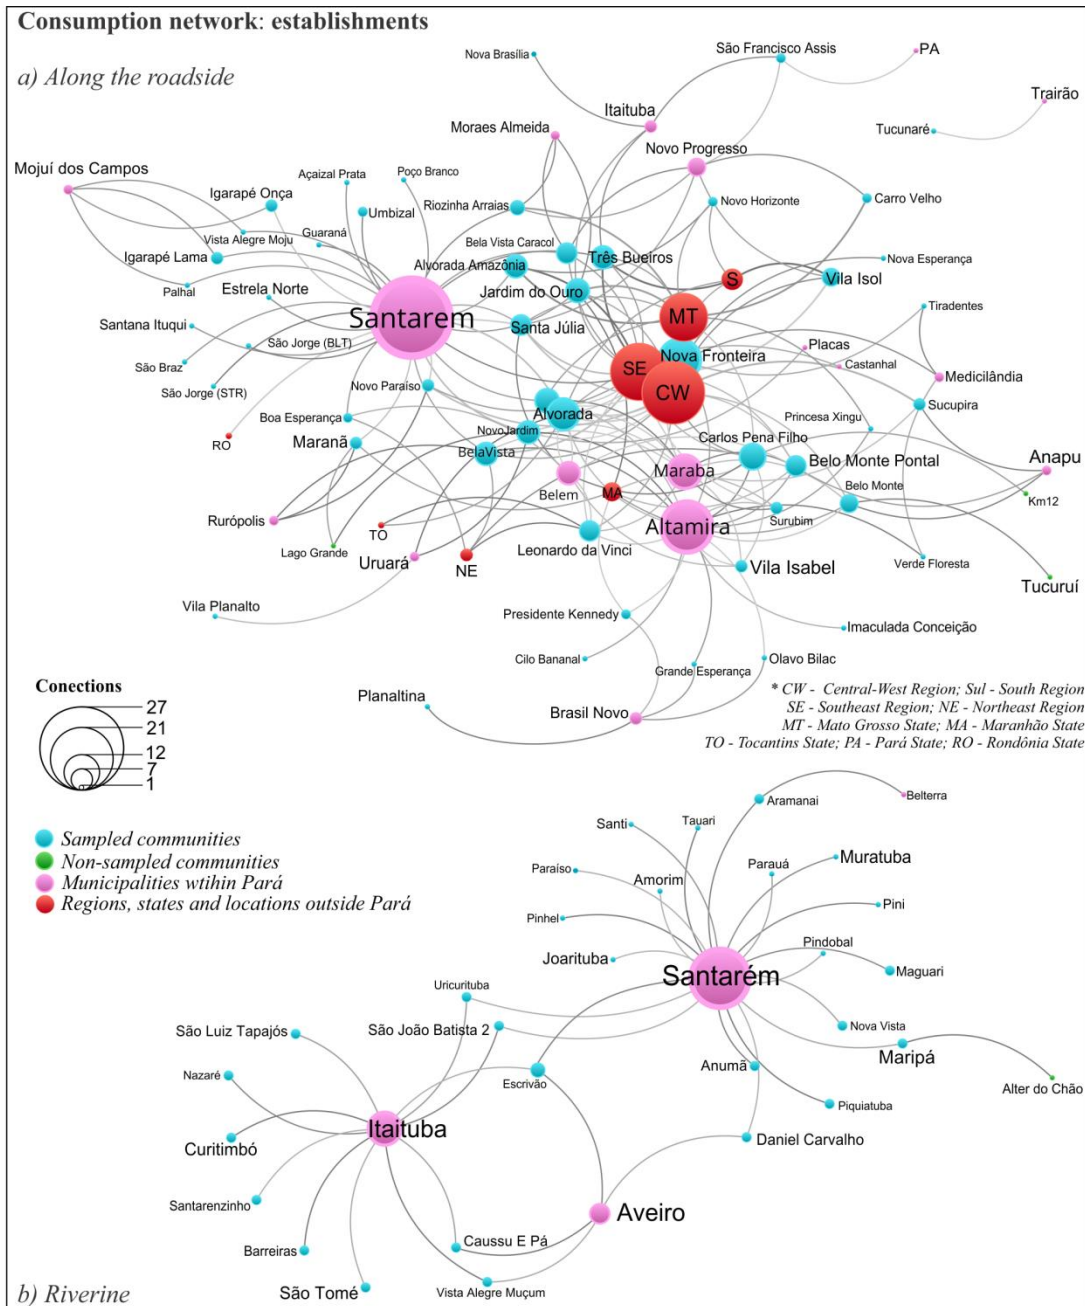 Consumption network: establishments
a) Along the roadside
Nova Brasília
São Francisco Assis
PA
Trairão
Tucunaré
Itaituba
Moraes Almeida
Novo Progresso
Mojuí dos Campos
Açaizal Prata
Poço Branco
Igarapé Onça
Umbizal
Riozinha Arraias
Novo Horizonte
Carro Velho
Guaraná
Vista Alegre Moju
Bela Vista Caracol
Igarapé Lama
Alvorada Amazônia
Três Bueiros
Nova Esperança
S
Vila Isol
Palhal
Estrela Norte
Jardim do Ouro
Tiradentes
Santarem
MT
Santana Ituqui
Santa Júlia
São Jorge (BLT)
Placas
Nova Fronteira
São Braz
SE
Castanhal
Medicilândia
São Jorge (STR)
Novo Paraíso
CW
Sucupira
Boa Esperança
Alvorada
Princesa Xingu
RO
NovoJardim
Carlos Pena Filho
Maranã
BelaVista
Maraba
Belo Monte Pontal
Anapu
Belem
MA
Belo Monte
Km12
Rurópolis
TO
Altamira
Surubim
Lago Grande
Uruará
NE
Leonardo da Vinci
Vila Isabel
Verde Floresta
Tucuruí
Vila Planalto
Presidente Kennedy
Imaculada Conceição
Cilo Bananal
Grande Esperança
Olavo Bilac
Planaltina
Brasil Novo
* CW - Central-West Region; Sul - South Region
SE - Southeast Region; NE - Northeast Region
MT - Mato Grosso State; MA - Maranhão State
TO - Tocantins State; PA - Pará State; RO - Rondônia State
Conections
27
21
12
7
1
Sampled communities
Non-sampled communities
Municipalities wtihin Pará
Regions, states and locations outside Pará
Aramanai
Belterra
Santi
Tauari
Paraíso
Parauá
Muratuba
Amorim
Pinhel
Pini
Pindobal
Joarituba
Santarém
Maguari
Uricurituba
São Luiz Tapajós
São João Batista 2
Nova Vista
Maripá
Nazaré
Escrivão
Anumã
Alter do Chão
Piquiatuba
Itaituba
Curitimbó
Daniel Carvalho
Santarenzinho
Aveiro
Barreiras
Caussu E Pá
São Tomé
Vista Alegre Muçum
b) Riverine